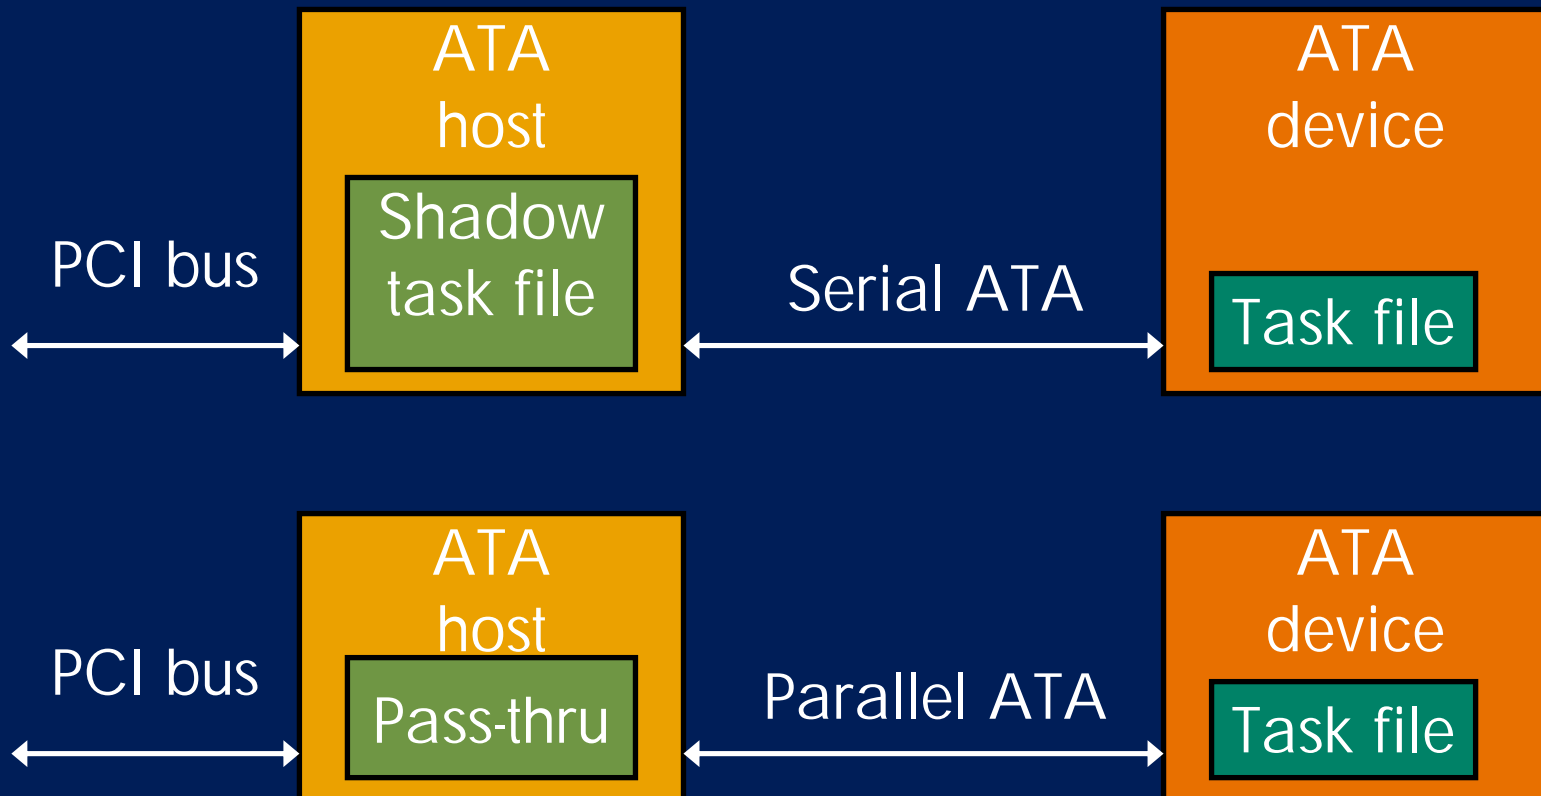 PCI bus
ATA
host
Shadow
task file
Serial ATA
ATA
device
Task file
PCI bus
ATA
host
Pass-thru
Parallel ATA
ATA
device
Task file